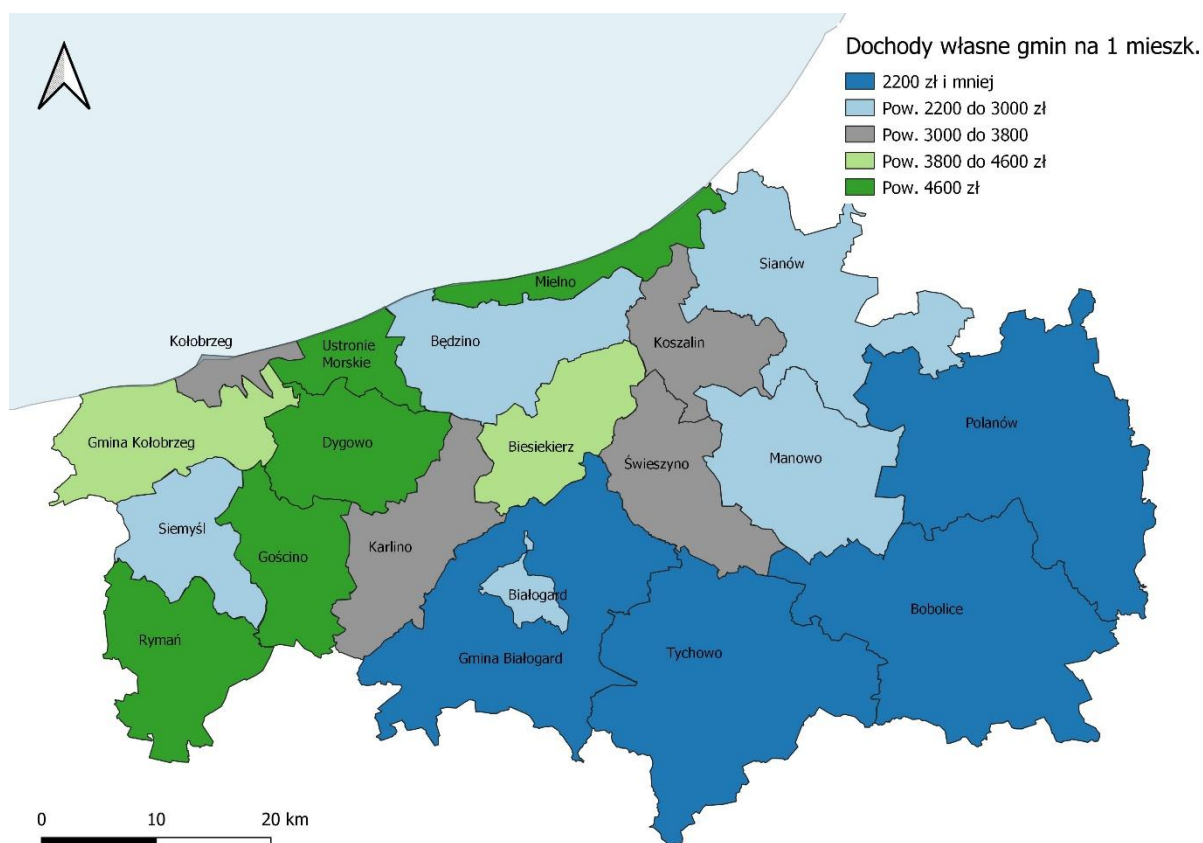 Dochody własne gmin na 1 mieszk.
2200 zł i mniej
Pow. 2200 do 3000 zł
Pow. 3000 do 3800
Pow. 3800 do 4600 zł
Pow. 4600 zł
Sianów
Mielno
Kołobrzeg
Ustronie
Morskie
Będzino
Koszalin
Polanów
Gmina Kołobrzeg
Dygowo
Biesiekierz
Świeszyno
Manowo
Siemyśl
Gościno
Karlino
Białogard
Bobolice
Rymań
Gmina Białogard
Tychowo
0 10 20 km